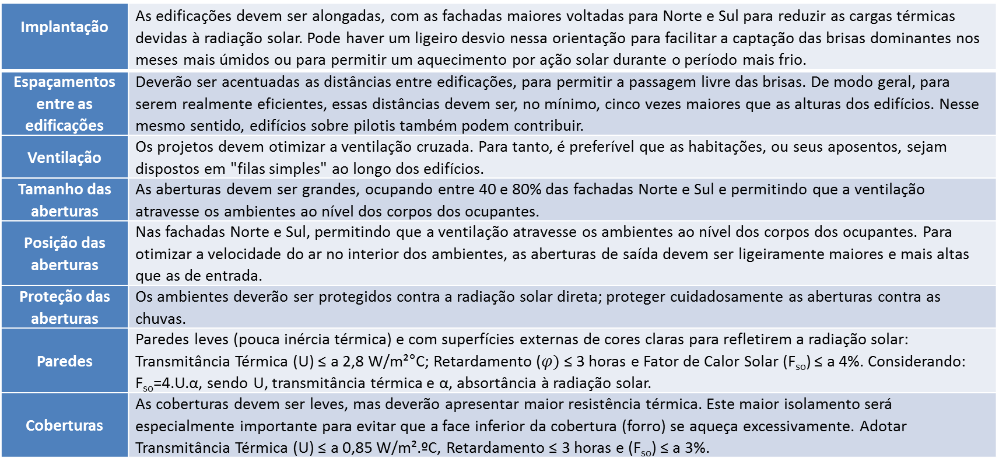 Implantação
As edificações devem ser alongadas, com as fachadas maiores voltadas para Norte e Sul para reduzir as cargas térmicas
devidas à radiação solar. Pode haver um ligeiro desvio nessa orientação para facilitar a captação das brisas dominantes nos
meses mais úmidos ou para permitir um aquecimento por ação solar durante o período mais frio.
Espaçamentos
entre as
edificações
Deverão ser acentuadas as distâncias entre edificações, para permitir a passagem livre das brisas. De modo geral, para
serem realmente eficientes, essas distâncias devem ser, no mínimo, cinco vezes maiores que as alturas dos edifícios. Nesse
mesmo sentido, edifícios sobre pilotis também podem contribuir.
Ventilação
Os projetos devem otimizar a ventilação cruzada. Para tanto, é preferível que as habitações, ou seus aposentos, sejam
dispostos em "filas simples" ao longo dos edifícios.
Tamanho das
aberturas
As aberturas devem ser grandes, ocupando entre 40 e 80% das fachadas Norte e Sul e permitindo que a ventilação
atravesse os ambientes ao nível dos corpos dos ocupantes.
Posição das
aberturas
Nas fachadas Norte e Sul, permitindo que a ventilação atravesse os ambientes ao nível dos corpos dos ocupantes. Para
otimizar a velocidade do ar no interior dos ambientes, as aberturas de saída devem ser ligeiramente maiores e mais altas
que as de entrada.
Proteção das
aberturas
Os ambientes deverão ser protegidos contra a radiação solar direta; proteger cuidadosamente as aberturas contra as
chuvas.
Paredes
Paredes leves (pouca inércia térmica) e com superfícies externas de cores claras para refletirem a radiação solar:
Transmitância Térmica (U) ≤ a 2,8 W/m²°C; Retardamento (𝜑) ≤ 3 horas e Fator de Calor Solar (Fso) ≤ a 4%. Considerando:
Fso=4.U.α, sendo U, transmitância térmica e α, absortância à radiação solar.
Coberturas
As coberturas devem ser leves, mas deverão apresentar maior resistência térmica. Este maior isolamento será
especialmente importante para evitar que a face inferior da cobertura (forro) se aqueça excessivamente. Adotar
Transmitância Térmica (U) ≤ a 0,85 W/m².ºC, Retardamento ≤ 3 horas e (Fso) ≤ a 3%.